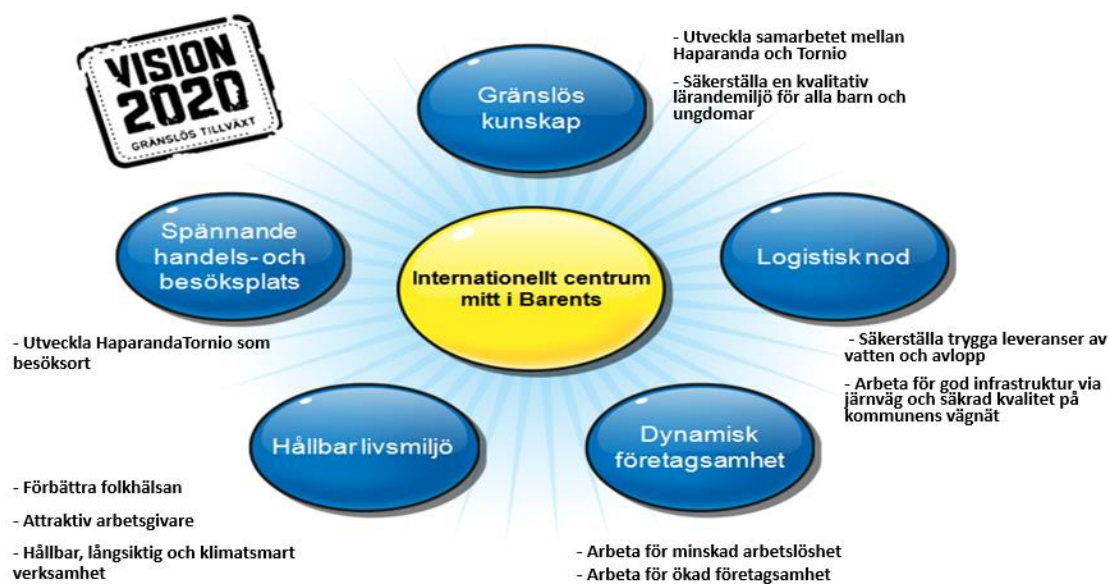 VISION
2020
GRÄNSLÖS TILLVÄXT
Gränslös
kunskap
- Utveckla samarbetet mellan
Haparanda och Tornio
- Säkerställa en kvalitativ
lärandemiljö för alla barn och
ungdomar
Spännande
handels- och
besöksplats
- Utveckla HaparandaTornio som
besöksort
Internationellt centrum
mitt i Barents
Logistisk nod
- Säkerställa trygga leveranser av
vatten och avlopp
- Arbeta för god infrastruktur via
järnväg och säkrad kvalitet på
kommunens vägnät
Hållbar livsmiljö
- Förbättra folkhälsan
- Attraktiv arbetsgivare
- Hållbar, långsiktig och klimatsmart
verksamhet
Dynamisk
företagsamhet
- Arbeta för minskad arbetslöshet
- Arbeta för ökad företagsamhet